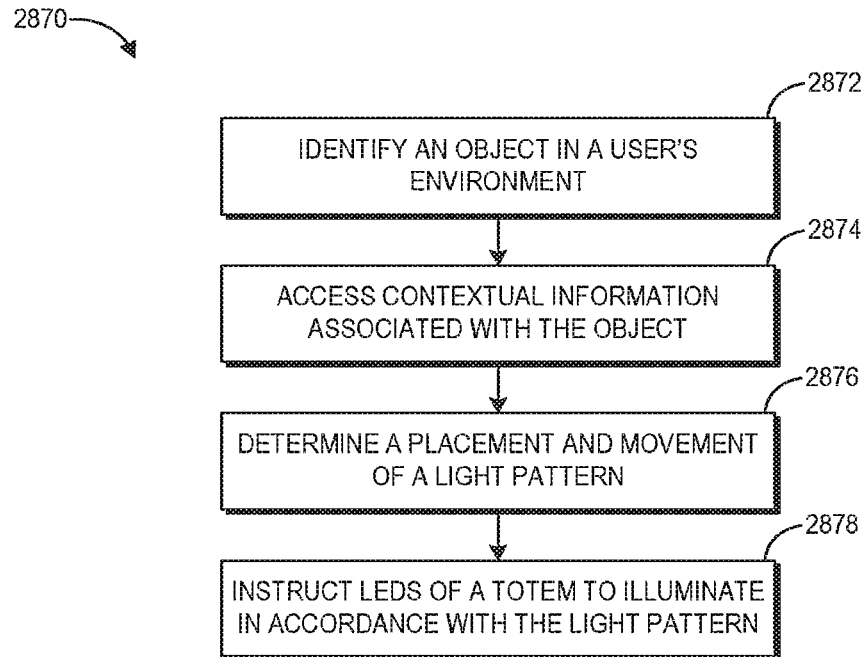 2870
2872
IDENTIFY AN OBJECT IN A USER'S
ENVIRONMENT
2874
ACCESS CONTEXTUAL INFORMATION
ASSOCIATED WITH THE OBJECT
2876
DETERMINE A PLACEMENT AND MOVEMENT
OF A LIGHT PATTERN
2878
INSTRUCT LEDS OF A TOTEM TO ILLUMINATE
IN ACCORDANCE WITH THE LIGHT PATTERN